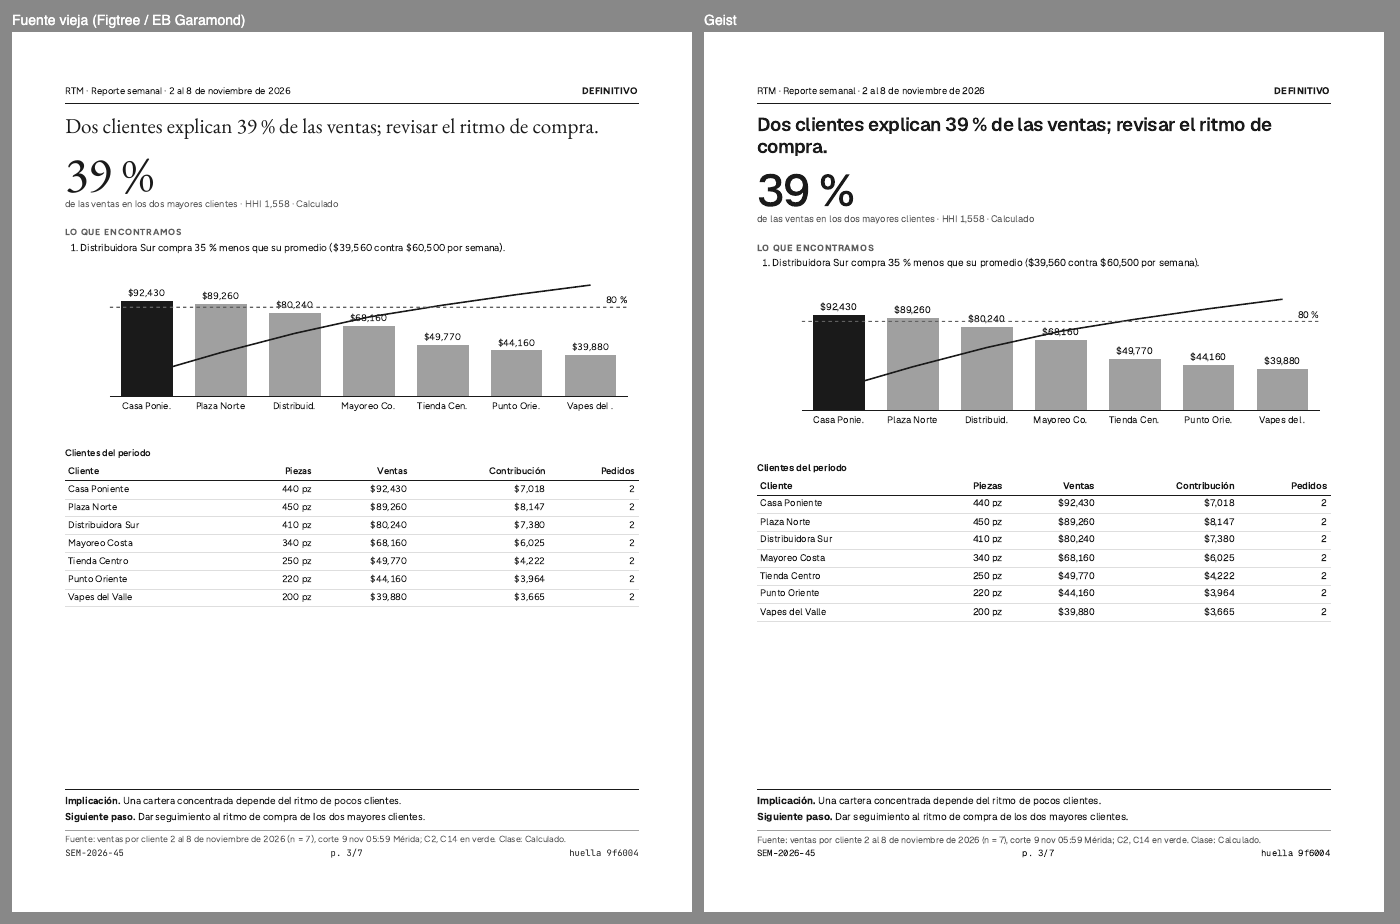 Fuente vieja (Figtree / EB Garamond)
RTM · Reporte semanal · 2 al 8 de noviembre de 2026 DEFINITIVO
Dos clientes explican 39 % de las ventas; revisar el ritmo de compra.
39 %
de las ventas en los dos mayores clientes · HHI 1,558 · Calculado
LO QUE ENCONTRAMOS
1. Distribuidora Sur compra 35 % menos que su promedio ($39,560 contra $60,500 por semana).
$92,430 $89,260 $80,240 $68,160 $49,770 $44,160 $39,880 80 %
Casa Ponie. Plaza Norte Distribuid. Mayoreo Co. Tienda Cen. Punto Orie. Vapes del .
Clientes del periodo
Cliente Piezas Ventas Contribución Pedidos
Casa Poniente 440 pz $92,430 $7,018 2
Plaza Norte 450 pz $89,260 $8,147 2
Distribuidora Sur 410 pz $80,240 $7,380 2
Mayoreo Costa 340 pz $68,160 $6,025 2
Tienda Centro 250 pz $49,770 $4,222 2
Punto Oriente 220 pz $44,160 $3,964 2
Vapes del Valle 200 pz $39,880 $3,665 2
Implicación. Una cartera concentrada depende del ritmo de pocos clientes.
Siguiente paso. Dar seguimiento al ritmo de compra de los dos mayores clientes.
Fuente: ventas por cliente 2 al 8 de noviembre de 2026 (n = 7), corte 9 nov 05:59 Mérida; C2, C14 en verde. Clase: Calculado.
SEM-2026-45 p. 3/7 huella 9f6004
Geist
RTM · Reporte semanal · 2 al 8 de noviembre de 2026 DEFINITIVO
Dos clientes explican 39 % de las ventas; revisar el ritmo de
compra.
39 %
de las ventas en los dos mayores clientes · HHI 1,558 · Calculado
LO QUE ENCONTRAMOS
1. Distribuidora Sur compra 35 % menos que su promedio ($39,560 contra $60,500 por semana).
$92,430 $89,260 $80,240 $68,160 $49,770 $44,160 $39,880 80 %
Casa Ponie. Plaza Norte Distribuid. Mayoreo Co. Tienda Cen. Punto Orie. Vapes del .
Clientes del periodo
Cliente Piezas Ventas Contribución Pedidos
Casa Poniente 440 pz $92,430 $7,018 2
Plaza Norte 450 pz $89,260 $8,147 2
Distribuidora Sur 410 pz $80,240 $7,380 2
Mayoreo Costa 340 pz $68,160 $6,025 2
Tienda Centro 250 pz $49,770 $4,222 2
Punto Oriente 220 pz $44,160 $3,964 2
Vapes del Valle 200 pz $39,880 $3,665 2
Implicación. Una cartera concentrada depende del ritmo de pocos clientes.
Siguiente paso. Dar seguimiento al ritmo de compra de los dos mayores clientes.
Fuente: ventas por cliente 2 al 8 de noviembre de 2026 (n = 7), corte 9 nov 05:59 Mérida; C2, C14 en verde. Clase: Calculado.
SEM-2026-45 p. 3/7 huella 9f6004